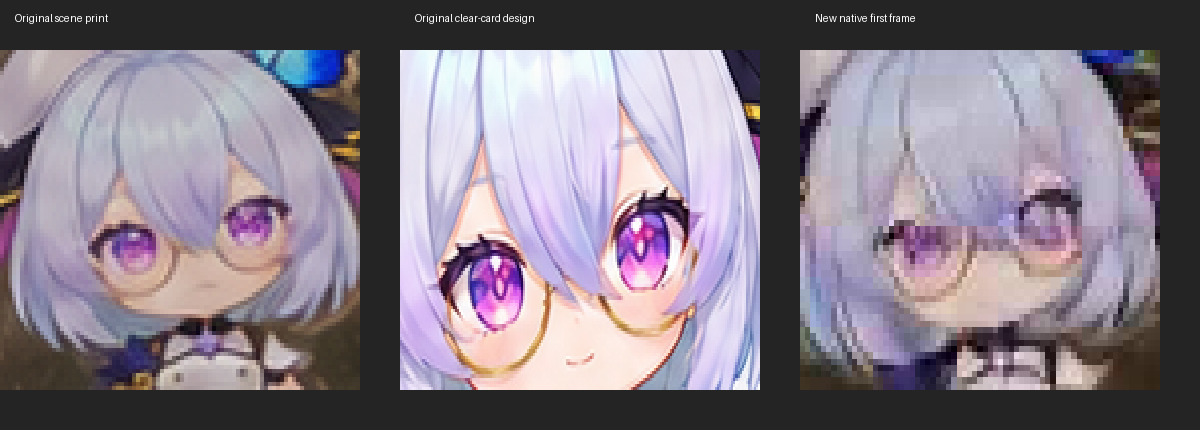 Original scene print
Original clear-card design
New native first frame